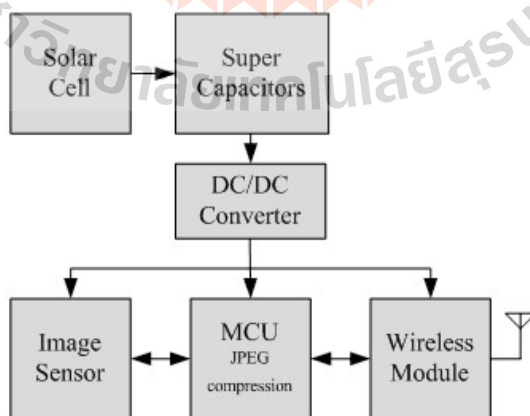 Solar
Cell
Super
Capacitors
DC/DC
Converter
Image
Sensor
MCU
JPEG
compression
Wireless
Module